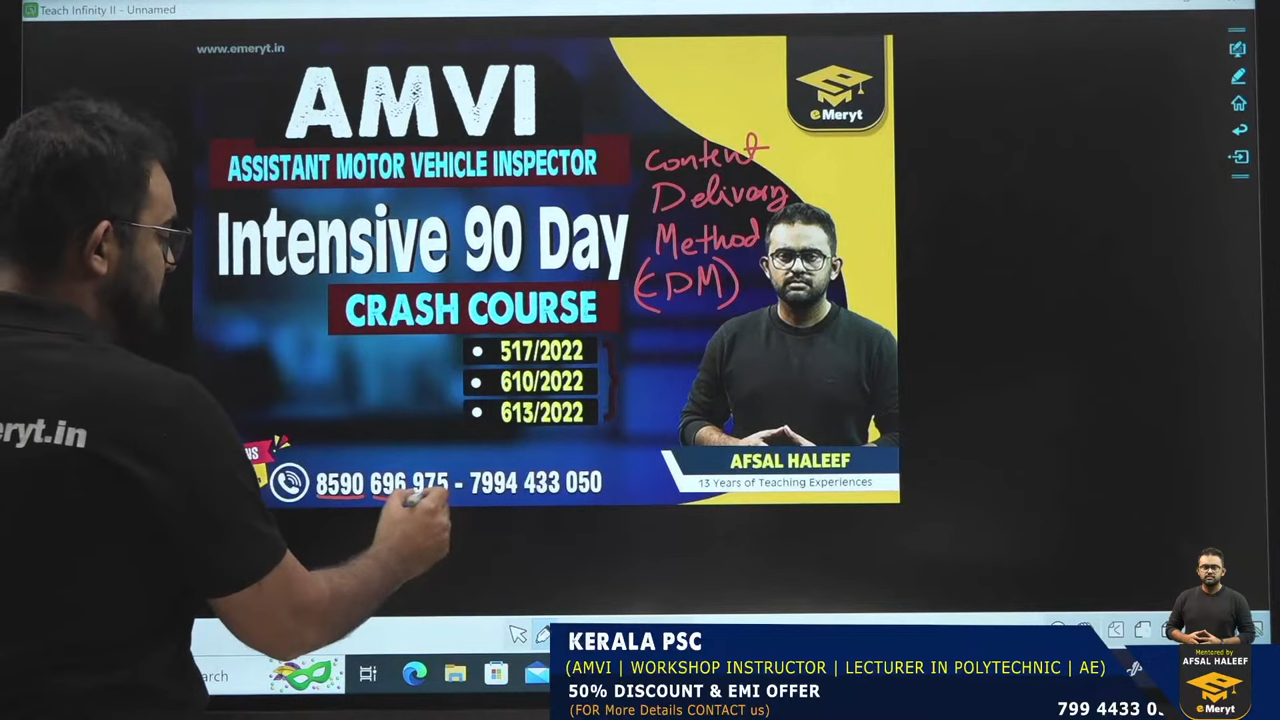 Teach Infinity II - Unnamed
www.emeryt.in
AMVI
ASSISTANT MOTOR VEHICLE INSPECTOR
Intensive 90 Day
CRASH COURSE
517/2022
610/2022
613/2022
8590 696 975 - 7994 433 050
eMeryt
Content
Delivery
Method
(CDM)
AFSAL HALEEF
13 Years of Teaching Experiences
eryt.in
arch
KERALA PSC
(AMVI | WORKSHOP INSTRUCTOR | LECTURER IN POLYTECHNIC | AE)
50% DISCOUNT & EMI OFFER
(FOR More Details CONTACT us)
799 4433 0
Mentored by
AFSAL HALEEF
eMeryt